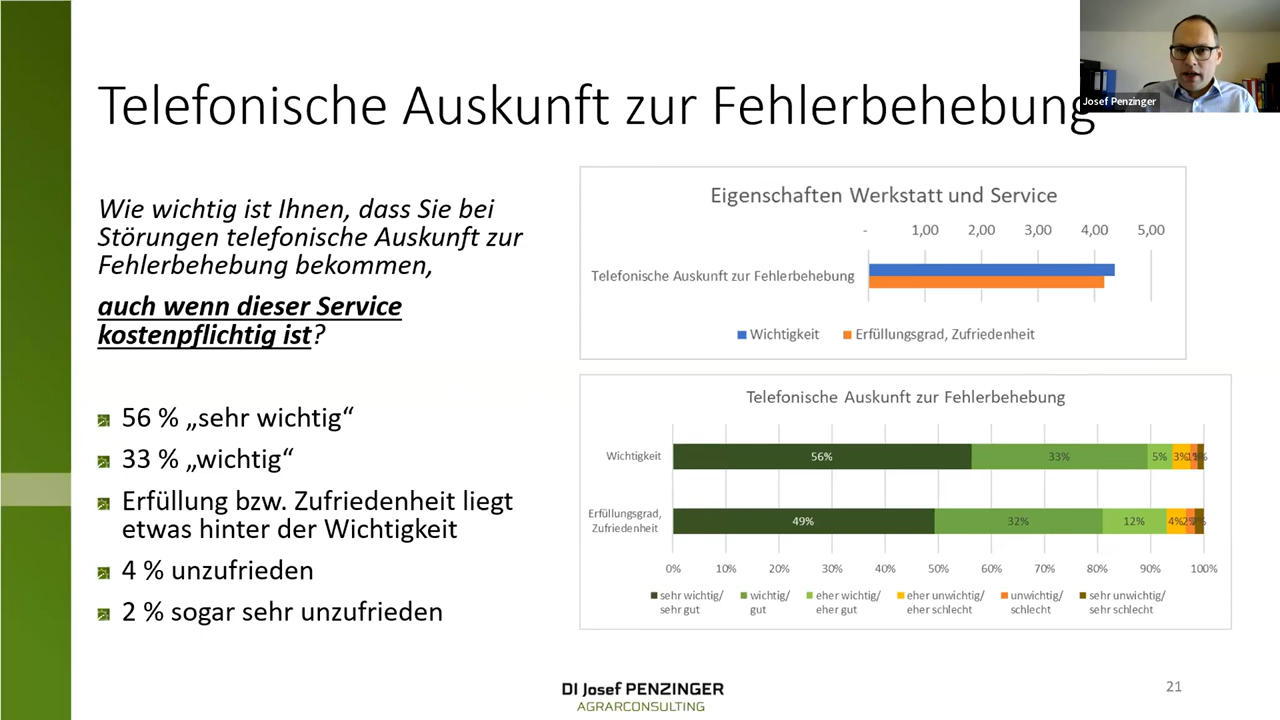 Telefonische Auskunft zur Fehlerbehebung
Josef Penzinger
Wie wichtig ist Ihnen, dass Sie bei
Störungen telefonische Auskunft zur
Fehlerbehebung bekommen,
auch wenn dieser Service
kostenpflichtig ist?
56 % „sehr wichtig“
33 % „wichtig“
Erfüllung bzw. Zufriedenheit liegt
etwas hinter der Wichtigkeit
4 % unzufrieden
2 % sogar sehr unzufrieden
Eigenschaften Werkstatt und Service
- 1,00 2,00 3,00 4,00 5,00
Telefonische Auskunft zur Fehlerbehebung
Wichtigkeit Erfüllungsgrad, Zufriedenheit
Telefonische Auskunft zur Fehlerbehebung
Wichtigkeit 56% 33% 5% 3%
Erfüllungsgrad,
Zufriedenheit
49% 32% 12% 4%
0% 10% 20% 30% 40% 50% 60% 70% 80% 90% 100%
sehr wichtig/ wichtig/ eher wichtig/ eher unwichtig/ unwichtig/ sehr unwichtig/
sehr gut gut eher gut eher schlecht schlecht sehr schlecht
DI Josef PENZINGER
AGRARCONSULTING
21